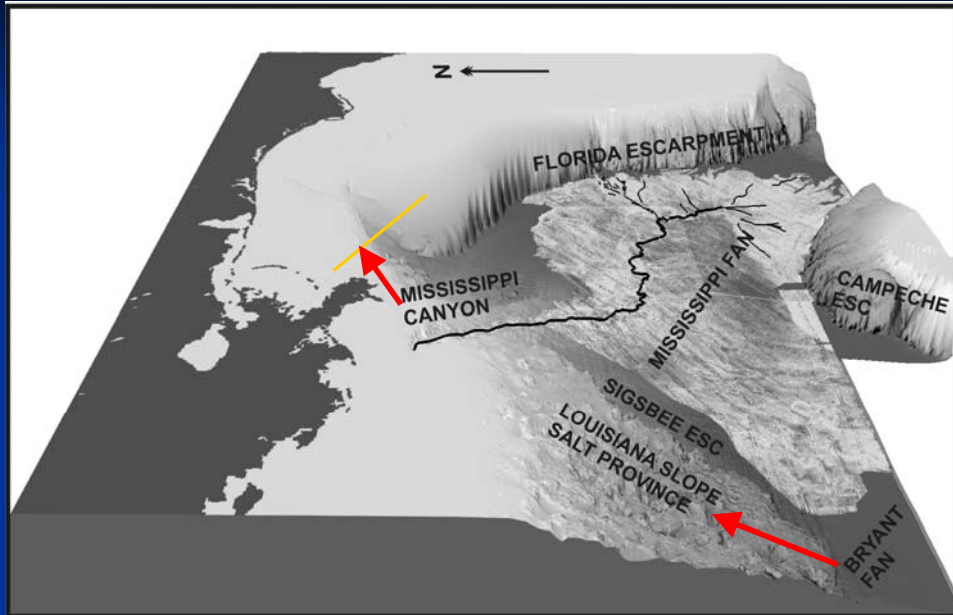 N
FLORIDA ESCARPMENT
MISSISSIPPI
CANYON
MISSISSIPPI FAN
CAMPECHE
ESC
SIGSBEE ESC
LOUISIANA SLOPE
SALT PROVINCE
BRYANT
FAN